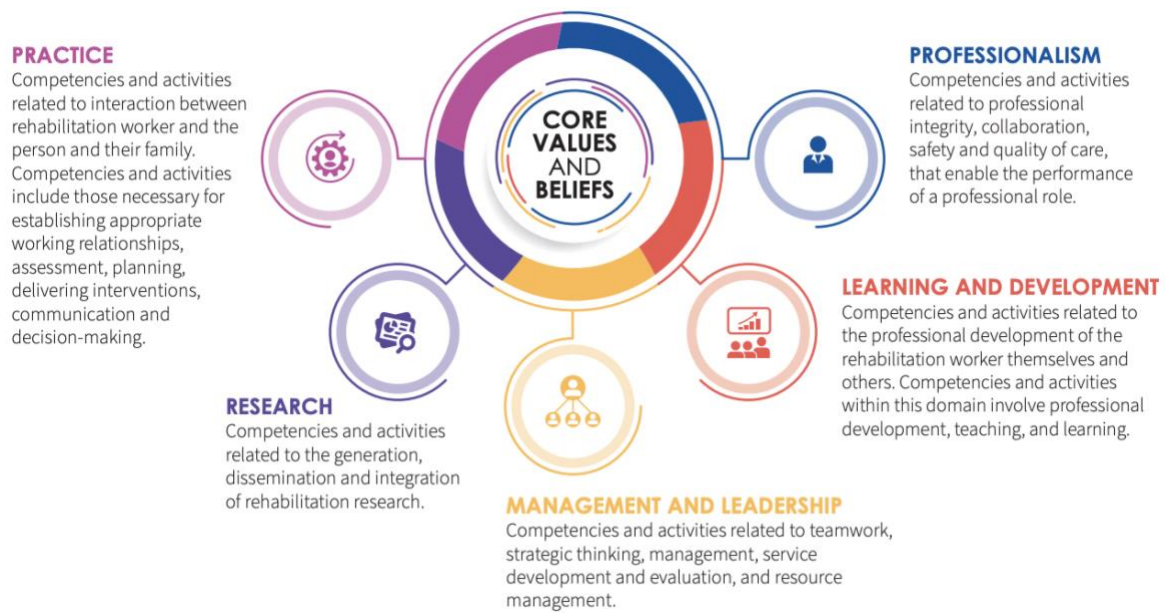 PRACTICE
Competencies and activities
related to interaction between
rehabilitation worker and the
person and their family.
Competencies and activities
include those necessary for
establishing appropriate
working relationships,
assessment, planning,
delivering interventions,
communication and
decision-making.
CORE
VALUES
AND
BELIEFS
PROFESSIONALISM
Competencies and activities
related to professional
integrity, collaboration,
safety and quality of care,
that enable the performance
of a professional role.
LEARNING AND DEVELOPMENT
Competencies and activities related to
the professional development of the
rehabilitation worker themselves and
others. Competencies and activities
within this domain involve professional
development, teaching, and learning.
RESEARCH
Competencies and activities
related to the generation,
dissemination and integration
of rehabilitation research.
MANAGEMENT AND LEADERSHIP
Competencies and activities related to teamwork,
strategic thinking, management, service
development and evaluation, and resource
management.